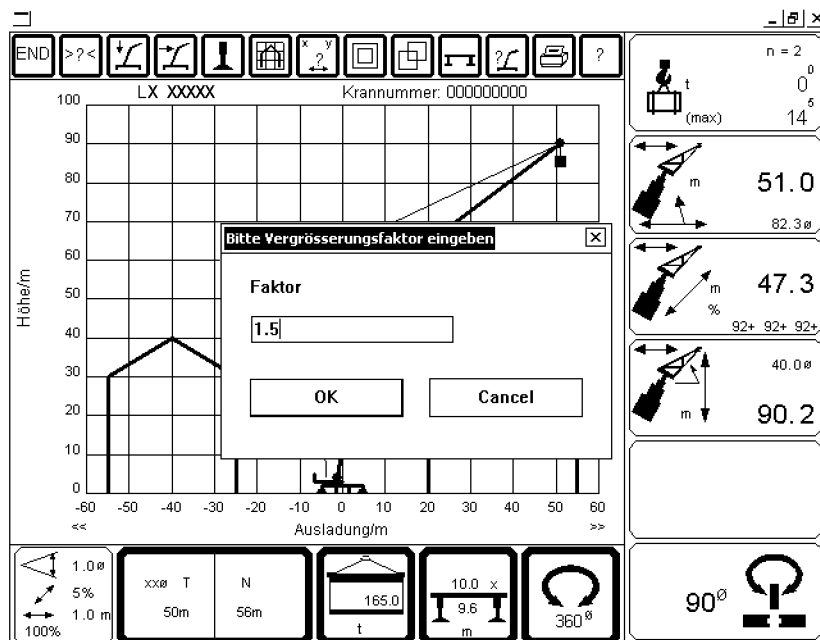 END >?< x y ? ? ?
LX XXXXX Krannummer: 000000000
100
90
80
70
60
50
40
30
20
10
0
Höhe/m
-60 -50 -40 -30 -20 -10 0 10 20 30 40 50 60
<< Ausladung/m >>
Bitte Vergrösserungsfaktor eingeben
Faktor
1.5
OK Cancel
n = 2
t 0 0
(max) 14 5
m 51.0
82.3ø
m 47.3
% 92+ 92+ 92+
40.0ø
m 90.2
1.0ø
5%
1.0 m
100%
xxø T N
50m 56m
165.0
t
10.0 x
9.6
m
360ø
90ø